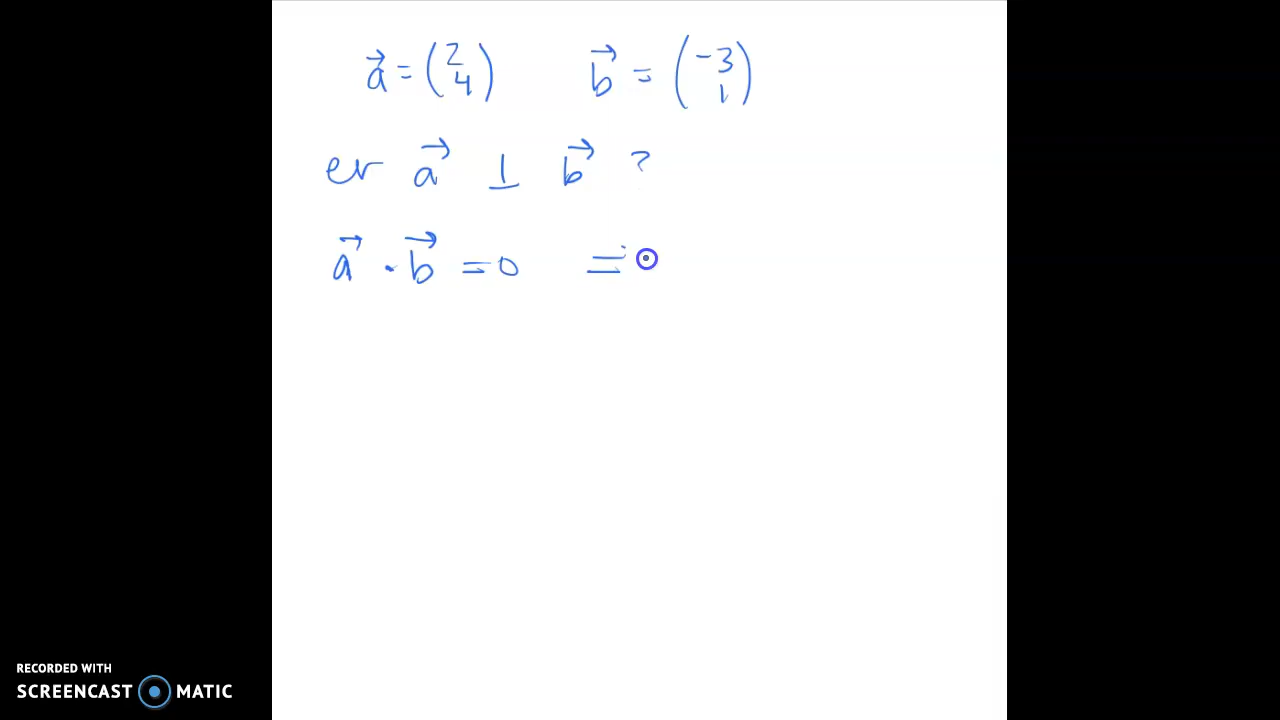 a⃗ = (2 4) b⃗ = (-3 1)
er a⃗ ⊥ b⃗ ?
a⃗ · b⃗ = 0 =
RECORDED WITH
SCREENCAST MATIC